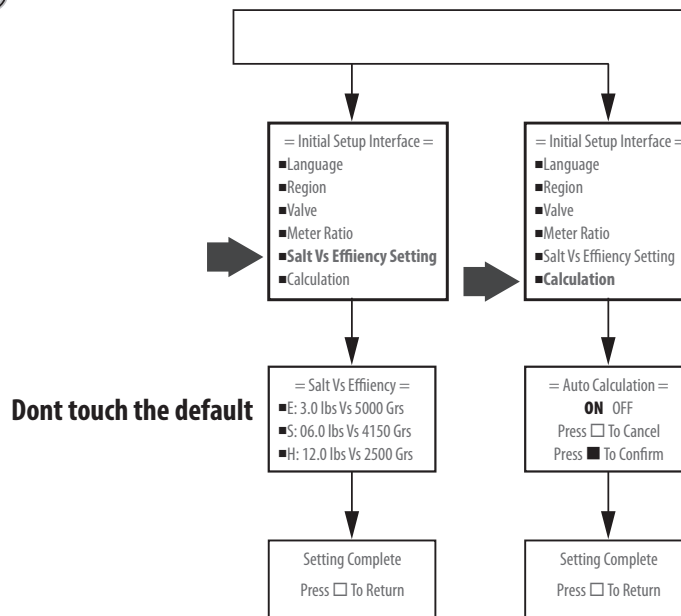 = Initial Setup Interface =
■Language
■Region
■Valve
■Meter Ratio
■Salt Vs Effiiency Setting
■Calculation
= Initial Setup Interface =
■Language
■Region
■Valve
■Meter Ratio
■Salt Vs Effiiency Setting
■Calculation
Dont touch the default
= Salt Vs Effiiency =
■E: 3.0 lbs Vs 5000 Grs
■S: 06.0 lbs Vs 4150 Grs
■H: 12.0 lbs Vs 2500 Grs
= Auto Calculation =
ON OFF
Press □ To Cancel
Press ■ To Confirm
Setting Complete
Press □ To Return
Setting Complete
Press □ To Return